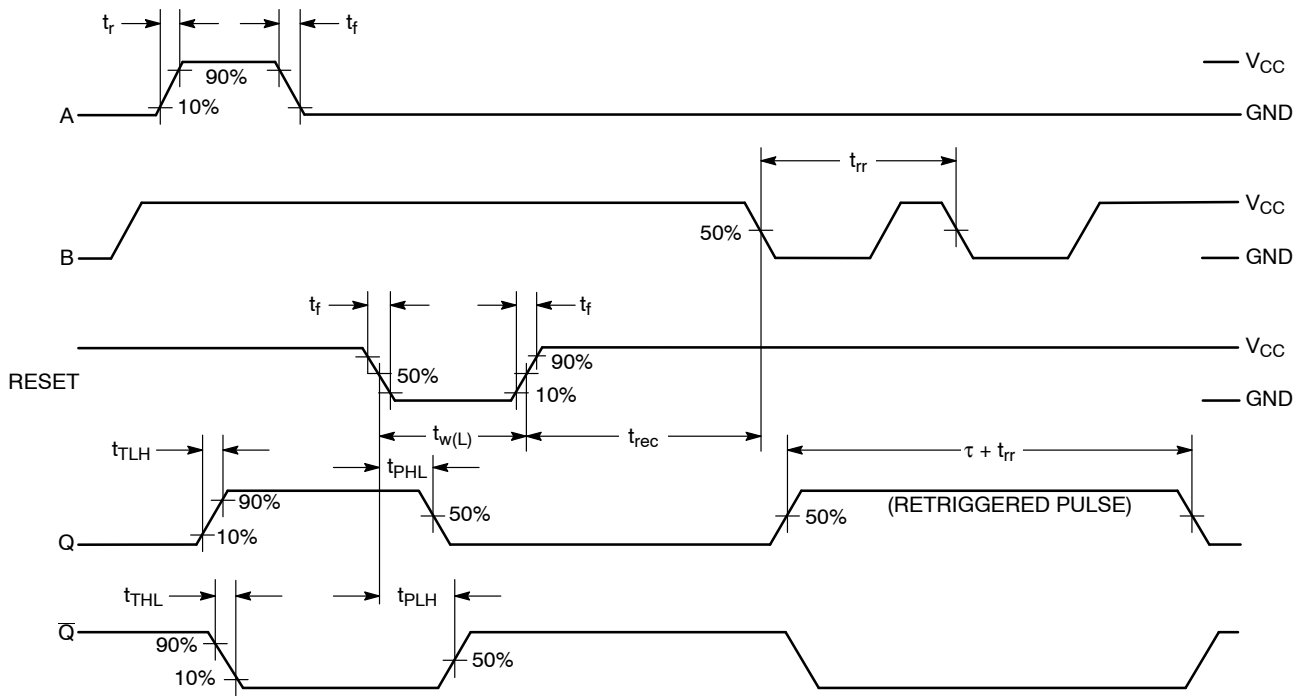 tr
tf
VCC
90%
10%
A
GND
trr
VCC
50%
B
GND
tf
tf
VCC
90%
50%
RESET
10%
GND
tw(L)
trec
tTLH
τ + trr
tPHL
90%
(RETRIGGERED PULSE)
50%
50%
10%
Q
tTHL
tPLH
Q̅
90%
50%
10%